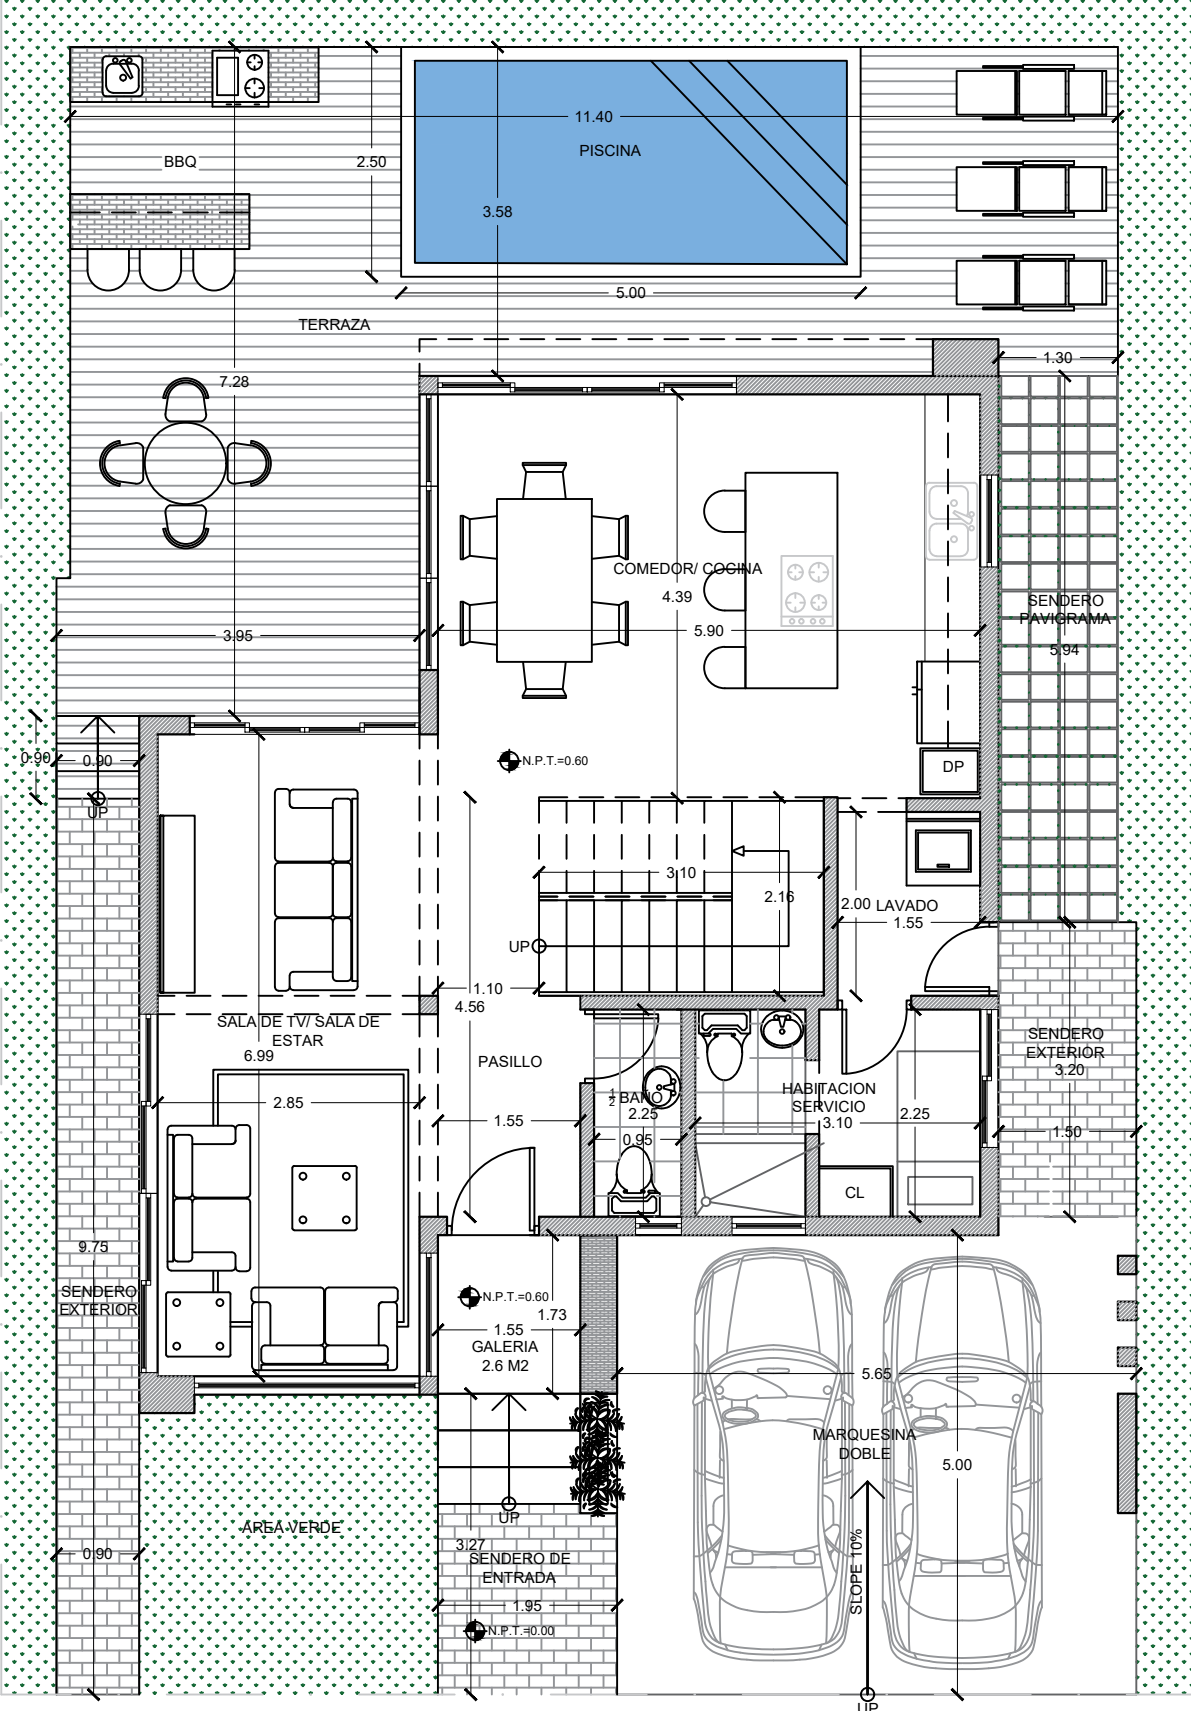 11.40
BBQ
2.50
PISCINA
3.58
5.00
TERRAZA
1.30
7.28
COMEDOR/ COCINA
4.39
SENDERO
PAVIGRAMA
5.94
3.95
5.90
0.90
0.90
N.P.T.=0.60
DP
UP
3.10
2.16
2.00
LAVADO
1.55
UP
1.10
4.56
SALA DE TV/ SALA DE
ESTAR
6.99
PASILLO
SENDERO
EXTERIOR
3.20
HABITACION
SERVICIO
3.10
2.25
½ BAÑO
2.25
2.85
1.55
0.95
1.50
CL
9.75
SENDERO
EXTERIOR
N.P.T.=0.60
1.73
1.55
GALERIA
2.6 M2
5.65
MARQUESINA
DOBLE
5.00
UP
AREA VERDE
0.90
3.27
SENDERO DE
ENTRADA
SLOPE 10%
1.95
N.P.T.=0.00
UP